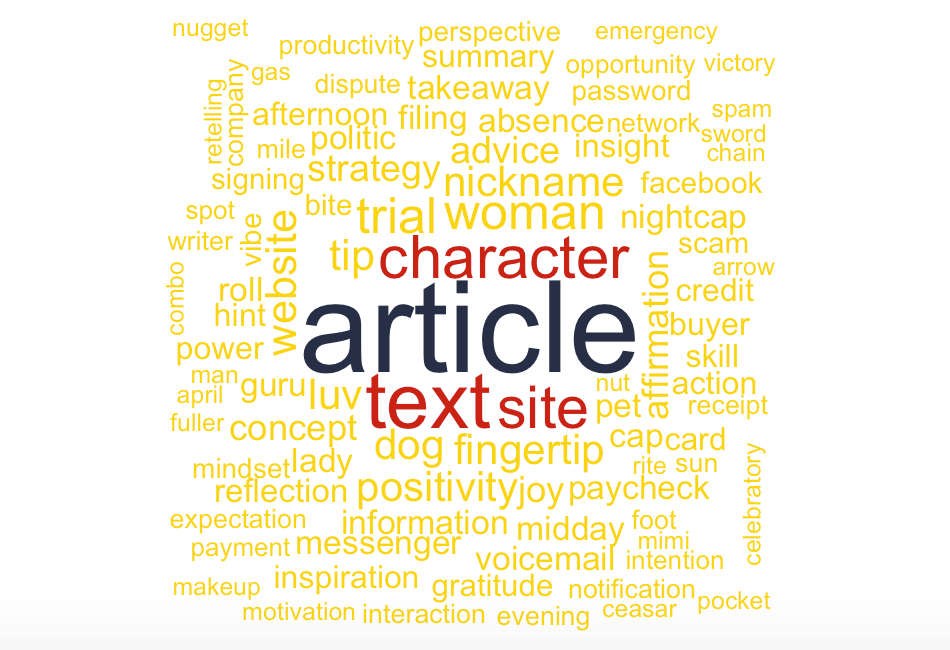 nugget
perspective
emergency
productivity
summary
opportunity
victory
gas
retelling
company
dispute
takeaway
password
spam
afternoon
filing
absence
network
sword
mile
politic
advice
insight
chain
signing
strategy
nickname
facebook
spot
bite
trial
woman
nightcap
writer
vibe
website
tip
character
scam
arrow
combo
roll
article
affirmation
credit
hint
buyer
power
skill
man
guru
luv
text
site
nut
action
april
pet
receipt
fuller
concept
dog
fingertip
cap
card
mindset
lady
rite
sun
celebratory
reflection
positivity
joy
paycheck
expectation
information
midday
foot
payment
messenger
mimi
voicemail
intention
makeup
inspiration
gratitude
notification
motivation
interaction
evening
ceasar
pocket